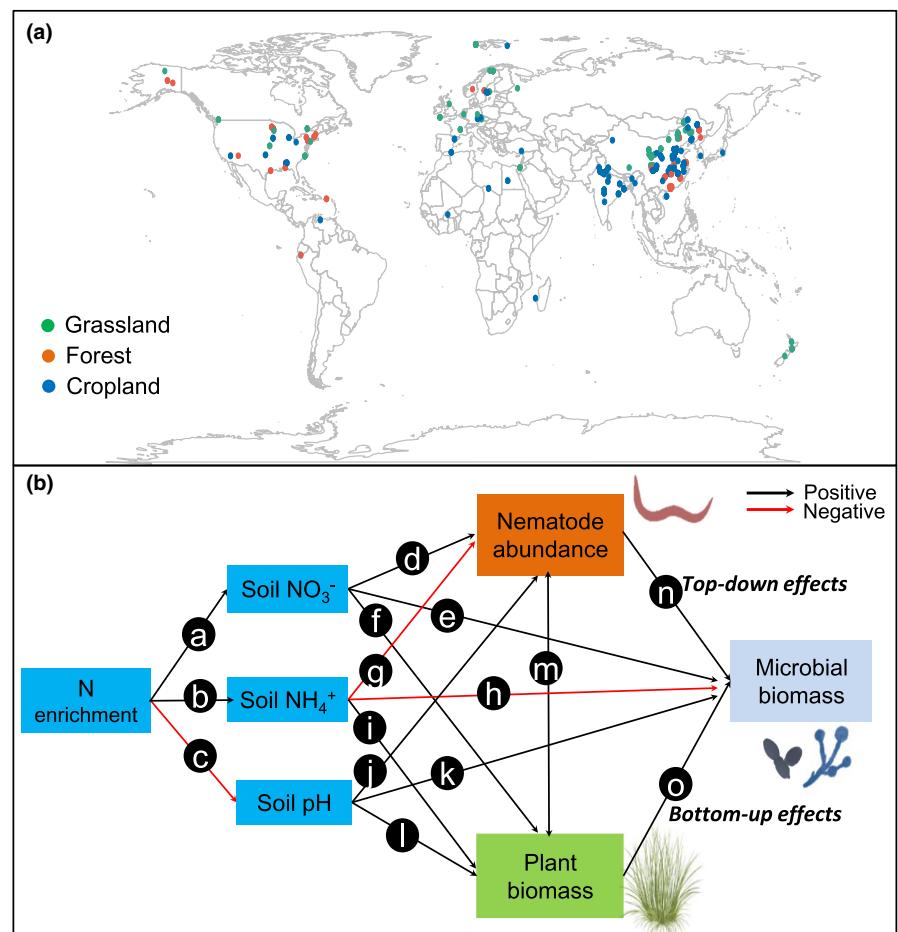 (a)
Grassland
Forest
Cropland
(b)
Positive
Negative
Nematode
abundance
Top-down effects
Soil NO₃⁻
Soil NH₄⁺
Soil pH
N
enrichment
Microbial
biomass
Bottom-up effects
Plant
biomass
a
b
c
d
e
f
g
h
i
j
k
l
m
n
o